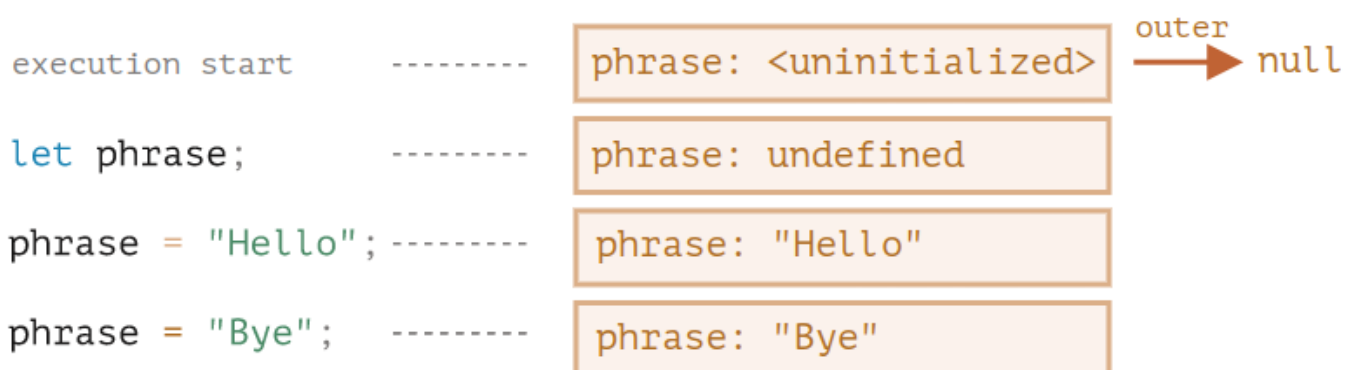 outer
execution start --------- phrase: <uninitialized> null
let phrase; --------- phrase: undefined
phrase = "Hello"; --------- phrase: "Hello"
phrase = "Bye"; --------- phrase: "Bye"